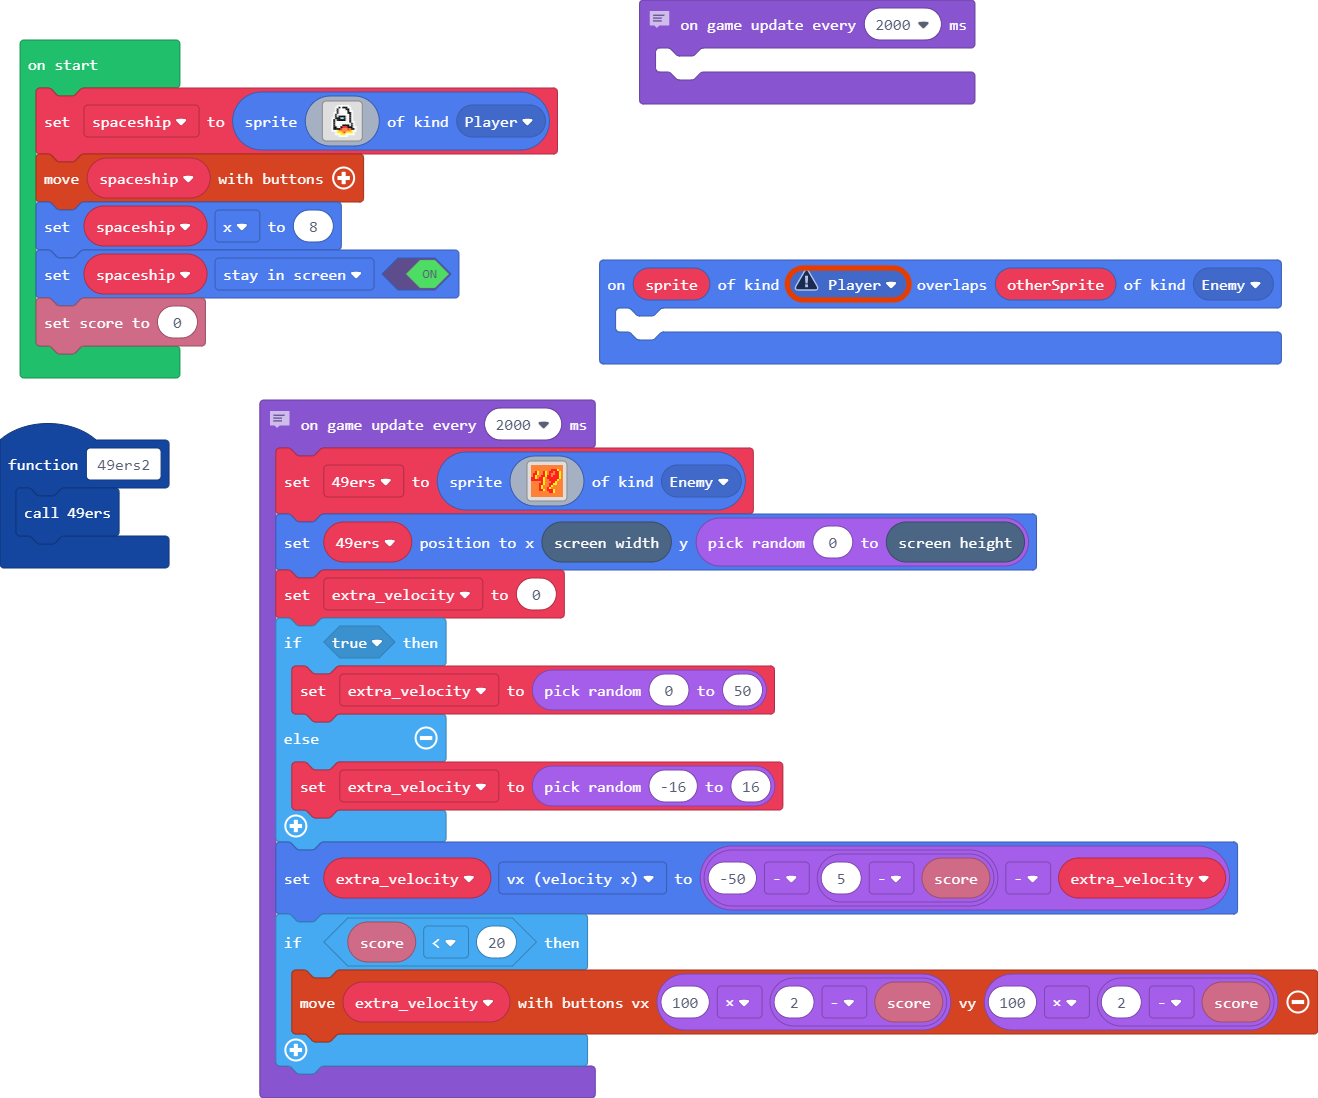 on game update every 2000 ms
on start
set spaceship to sprite of kind Player
move spaceship with buttons
set spaceship x to 8
set spaceship stay in screen ON
set score to 0
on sprite of kind Player overlaps otherSprite of kind Enemy
function 49ers2
call 49ers
on game update every 2000 ms
set 49ers to sprite 49 of kind Enemy
set 49ers position to x screen width y pick random 0 to screen height
set extra_velocity to 0
if true then
set extra_velocity to pick random 0 to 50
else
set extra_velocity to pick random -16 to 16
set extra_velocity vx (velocity x) to -50 - 5 - score - extra_velocity
if score < 20 then
move extra_velocity with buttons vx 100 × 2 - score vy 100 × 2 - score